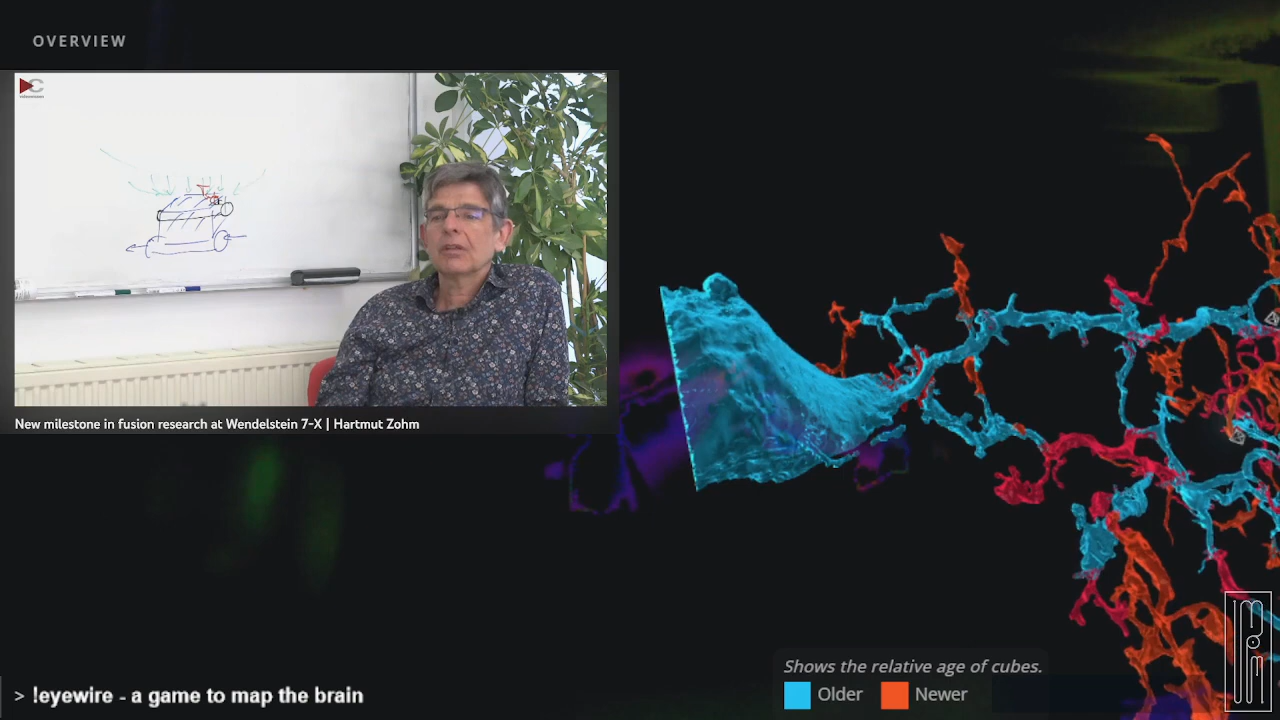 OVERVIEW
New milestone in fusion research at Wendelstein 7-X | Hartmut Zohm
Shows the relative age of cubes.
Older
Newer
> !eyewire - a game to map the brain